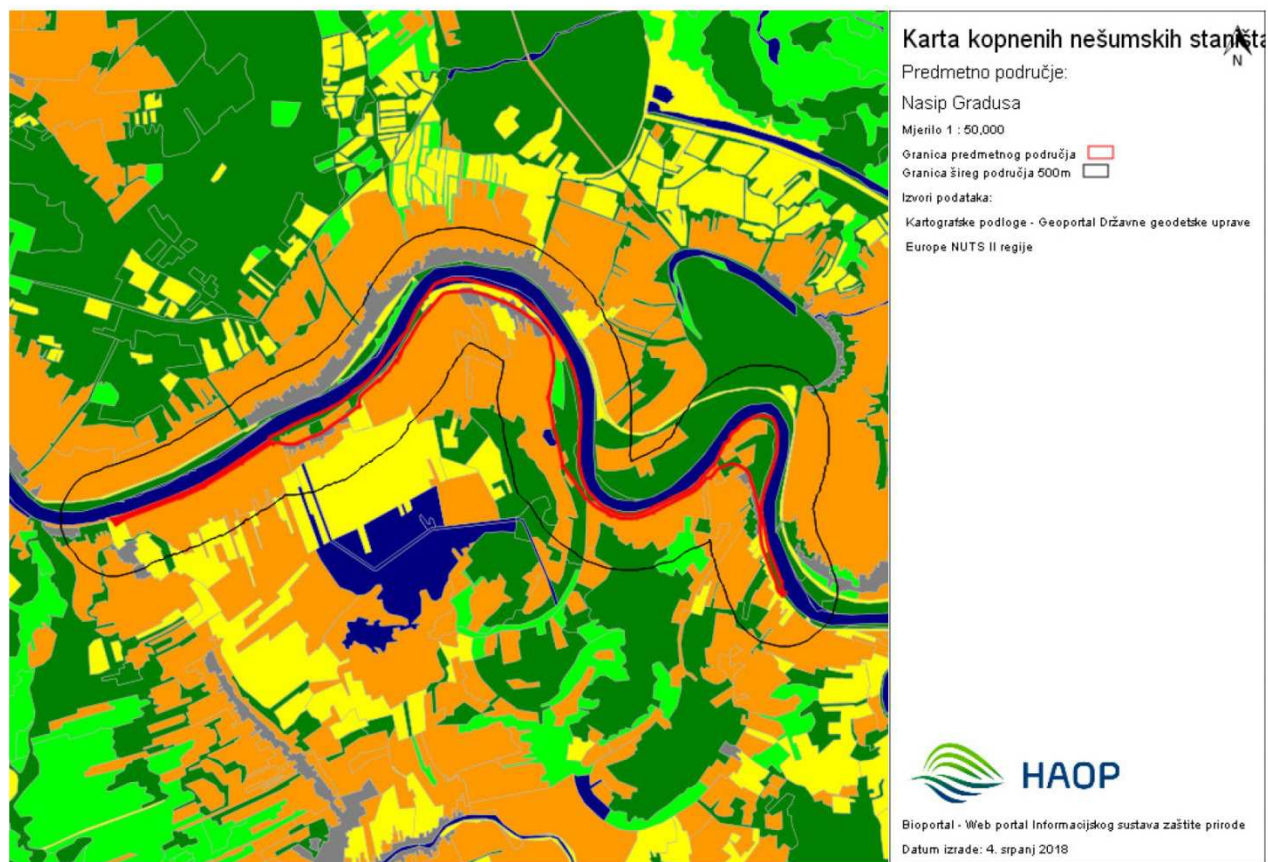 Karta kopnenih nešumskih staništa
N
Predmetno područje:
Nasip Gradusa
Mjerilo 1 : 50,000
Granica predmetnog područja
Granica šireg područja 500m
Izvori podataka:
Kartografske podloge - Geoportal Državne geodetske uprave
Europe NUTS II regije
HAOP
Bioportal - Web portal Informacijskog sustava zaštite prirode
Datum izrade: 4. srpanj 2018